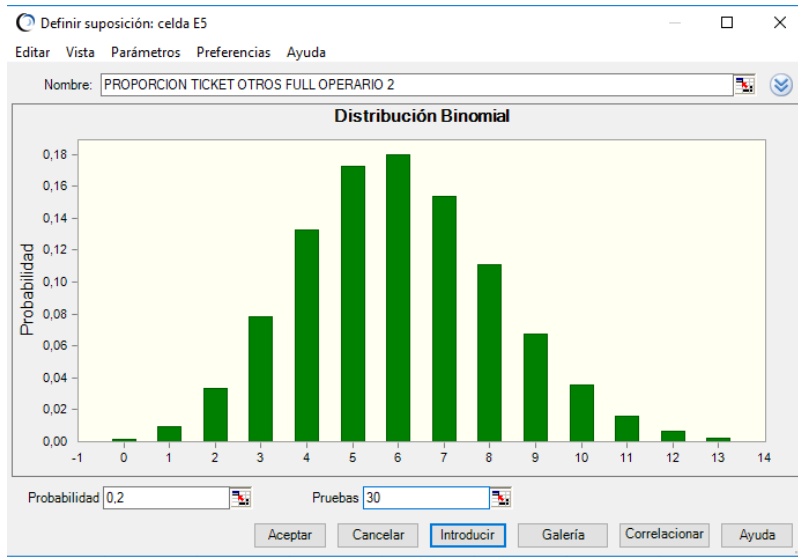 Definir suposición: celda E5
Editar Vista Parámetros Preferencias Ayuda
Nombre: PROPORCION TICKET OTROS FULL OPERARIO 2
Distribución Binomial
Probabilidad
0,18
0,16
0,14
0,12
0,10
0,08
0,06
0,04
0,02
0,00
-1 0 1 2 3 4 5 6 7 8 9 10 11 12 13 14
Probabilidad 0,2 Pruebas 30
Aceptar Cancelar Introducir Galería Correlacionar Ayuda